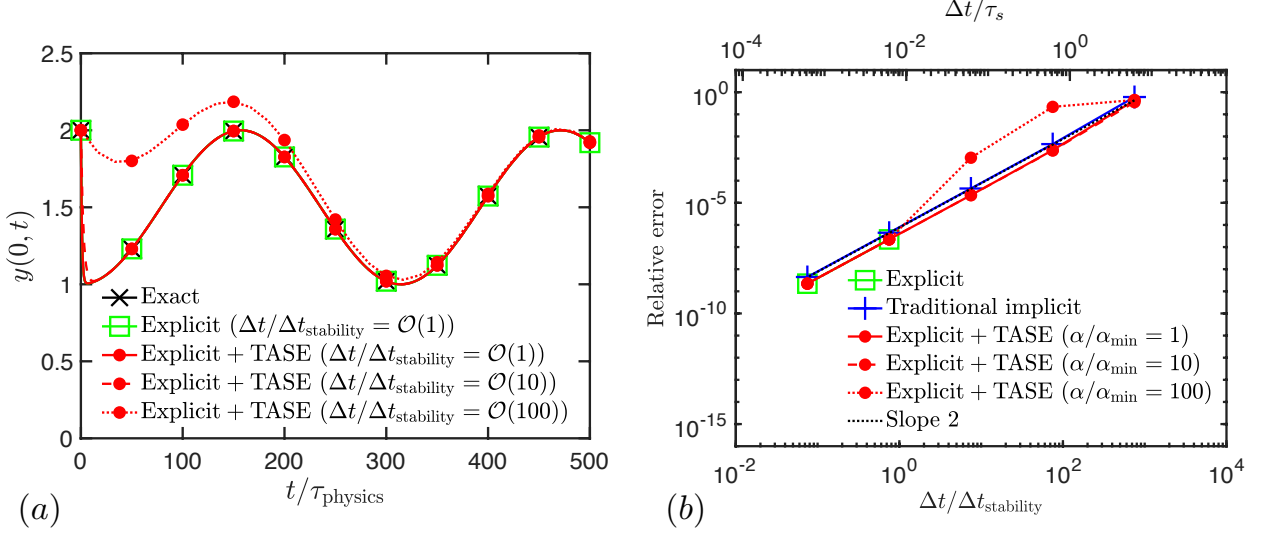 2.5
2
1.5
1
0.5
0
y(0, t)
Exact
Explicit (Δt/Δt_stability = 𝒪(1))
Explicit + TASE (Δt/Δt_stability = 𝒪(1))
Explicit + TASE (Δt/Δt_stability = 𝒪(10))
Explicit + TASE (Δt/Δt_stability = 𝒪(100))
0 100 200 300 400 500
t/τ_physics
(a)
Δt/τ_s
10^-4 10^-2 10^0
10^0
10^-5
10^-10
10^-15
Relative error
Explicit
Traditional implicit
Explicit + TASE (α/α_min = 1)
Explicit + TASE (α/α_min = 10)
Explicit + TASE (α/α_min = 100)
Slope 2
10^-2 10^0 10^2 10^4
Δt/Δt_stability
(b)